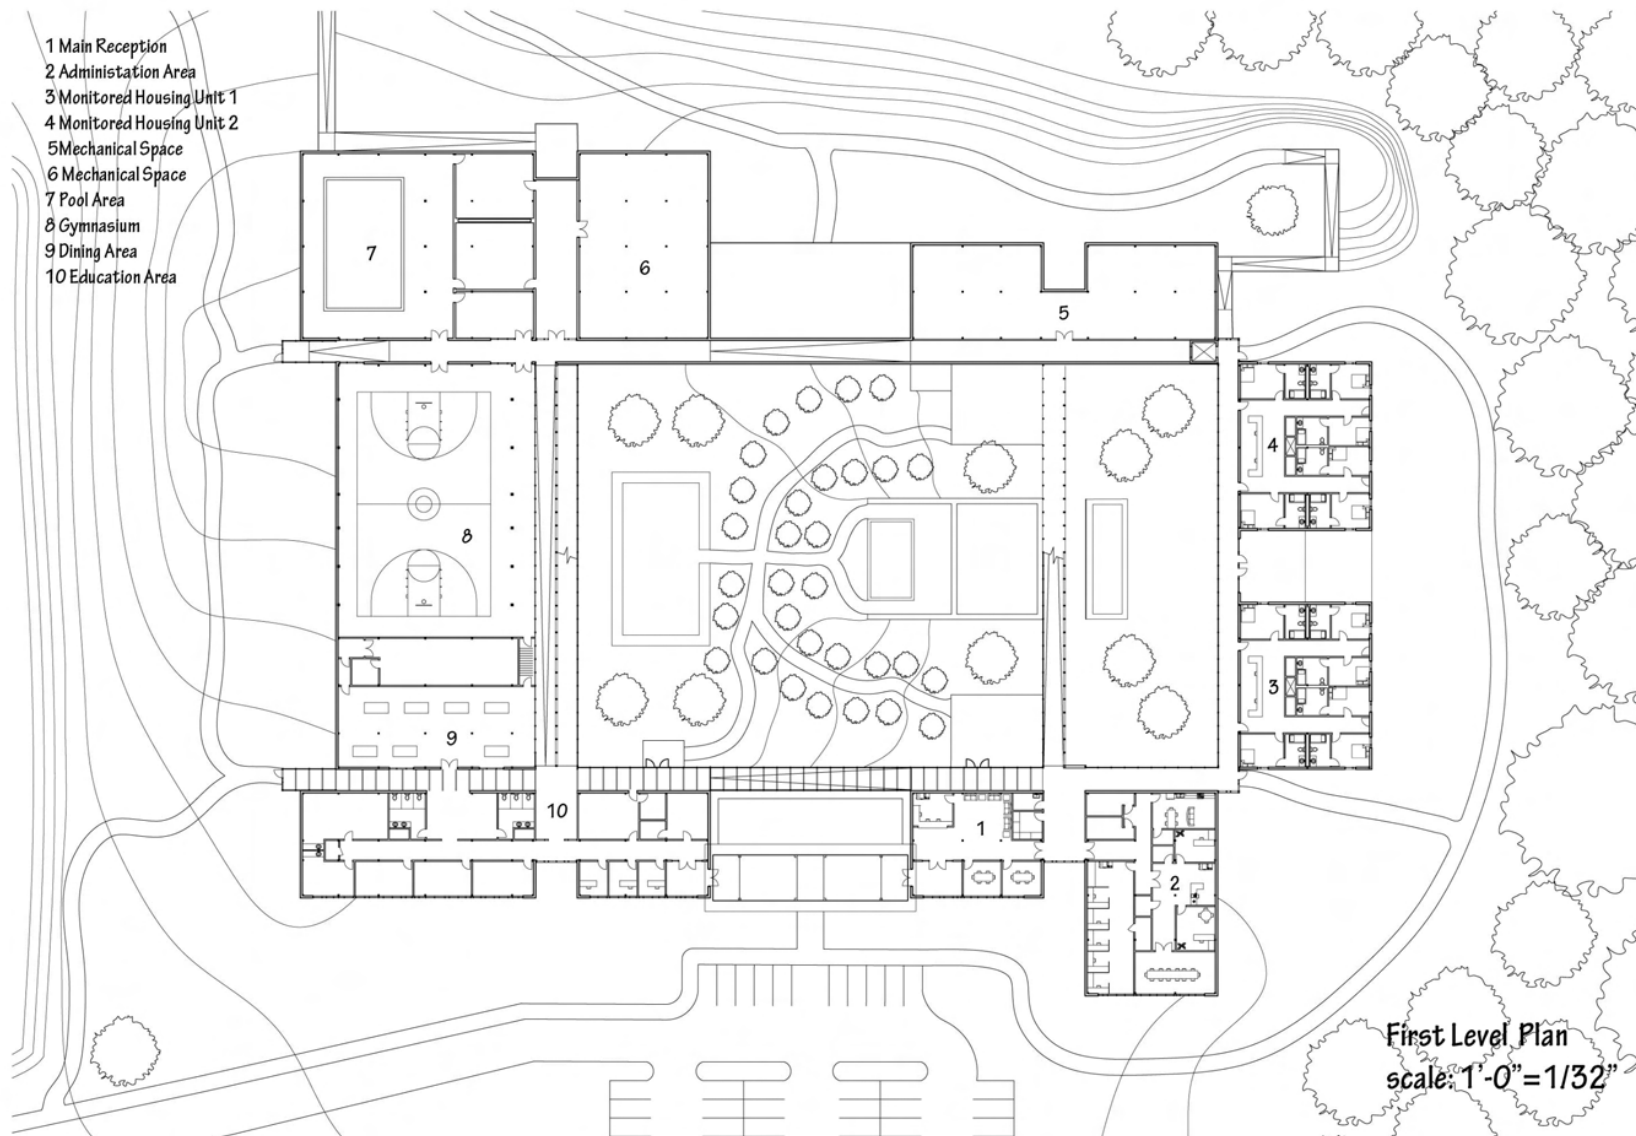 1 Main Reception
2 Administation Area
3 Monitored Housing Unit 1
4 Monitored Housing Unit 2
5Mechanical Space
6 Mechanical Space
7 Pool Area
8 Gymnasium
9 Dining Area
10 Education Area
7
6
5
4
8
3
9
10
1
2
First Level Plan
scale: 1'-0"=1/32"